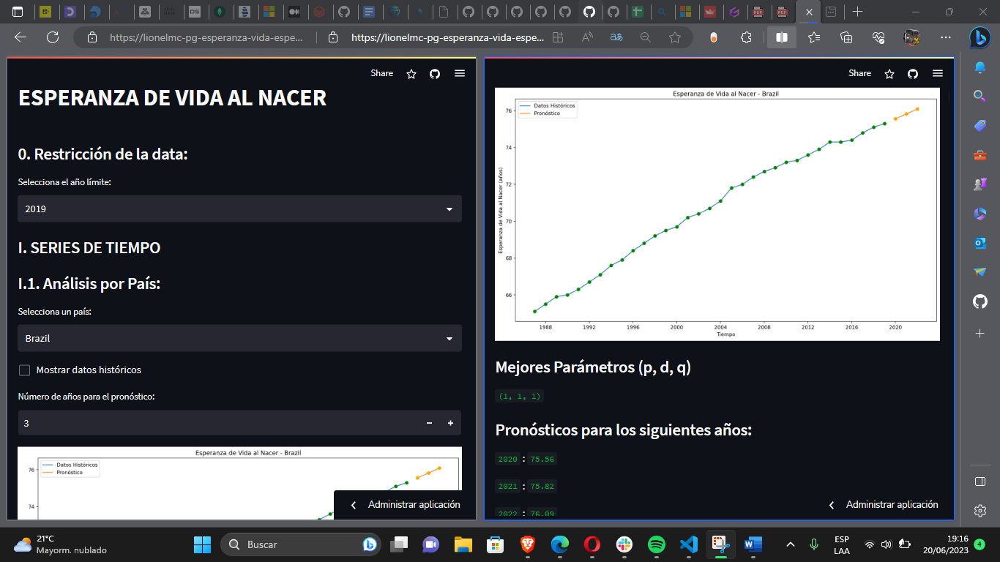 https://lionelmc-pg-esperanza-vida-espe...
https://lionelmc-pg-esperanza-vida-espe...
Share
ESPERANZA DE VIDA AL NACER
0. Restricción de la data:
Selecciona el año límite:
2019
I. SERIES DE TIEMPO
I.1. Análisis por País:
Selecciona un país:
Brazil
Mostrar datos históricos
Número de años para el pronóstico:
3
Esperanza de Vida al Nacer - Brazil
Datos Históricos
Pronóstico
76
74
Administrar aplicación
Share
Esperanza de Vida al Nacer - Brazil
Datos Históricos
Pronóstico
76
74
72
70
68
66
Esperanza de Vida al Nacer (años)
1988 1992 1996 2000 2004 2008 2012 2016 2020
Tiempo
Mejores Parámetros (p, d, q)
(1, 1, 1)
Pronósticos para los siguientes años:
2020 : 75.56
2021 : 75.82
2022 : 76.09
Administrar aplicación
21°C
Mayorm. nublado
Buscar
ESP
LAA
19:16
20/06/2023
4